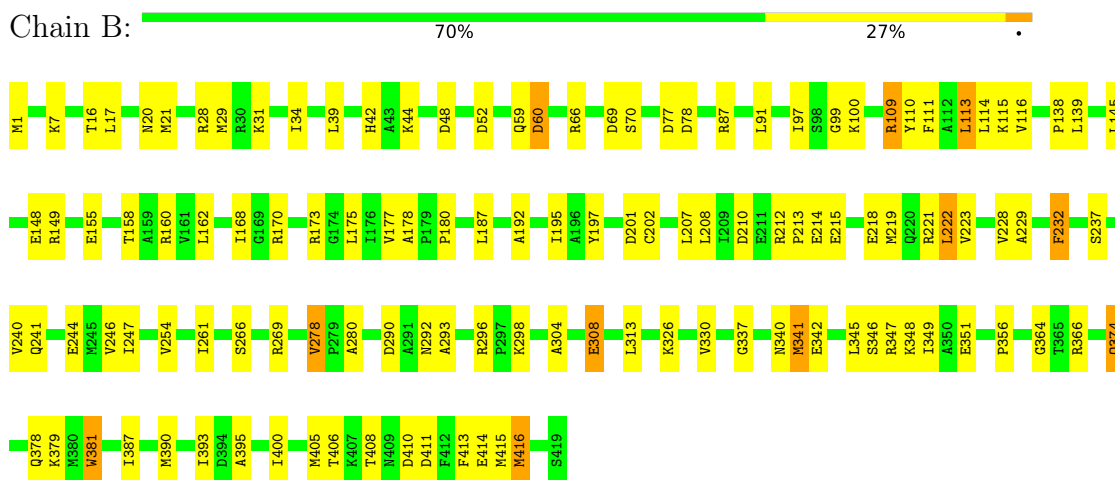 Chain B:
70% 27% •
M1 K7 T16 L17 N20 M21 R28 M29 R30 K31 I34 L39 H42 A43 K44 D48 D52 Q59 D60 R66 D69 S70 D77 D78 R87 L91 I97 S98 G99 K100 R109 Y110 F111 A112 L113 L114 K115 V116 P138 L139 L145
E148 R149 E155 T158 A159 R160 V161 L162 I168 G169 R170 R173 G174 L175 I176 V177 A178 P179 P180 L187 A192 I195 A196 Y197 D201 C202 L207 L208 I209 D210 E211 R212 P213 E214 E215 E218 M219 Q220 R221 L222 V223 V228 A229 F232 S237
V240 Q241 E244 M245 V246 I247 V254 I261 S266 R269 V278 P279 A280 D290 A291 N292 A293 R296 P297 K298 A304 E308 L313 K326 V330 G337 N340 M341 E342 L345 S346 R347 K348 I349 A350 E351 P356 G364 T365 R366
Q378 K379 M380 W381 I387 M390 I393 D394 A395 I400 M405 T406 K407 T408 N409 D410 D411 F412 F413 E414 M415 M416 S419